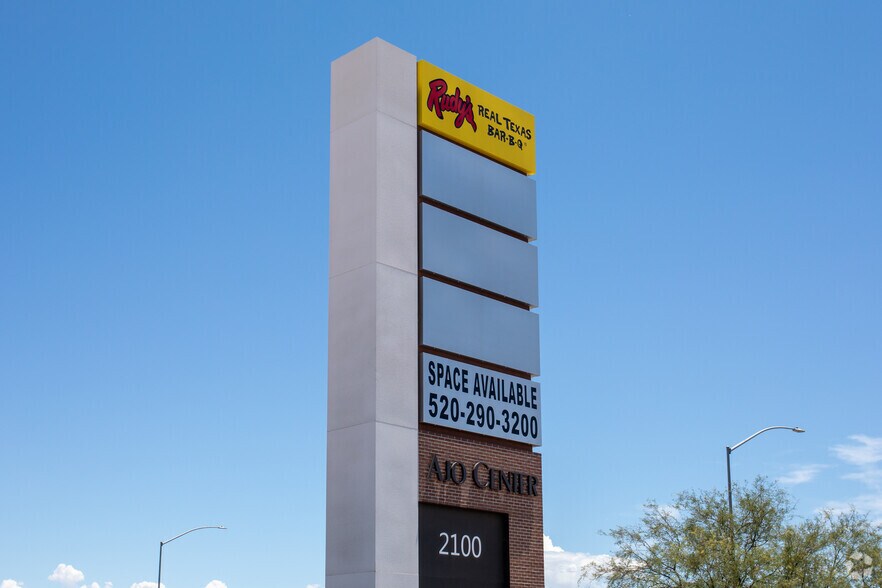 Rudy's REAL TEXAS
BAR-B-Q
SPACE AVAILABLE
520-290-3200
AJO CENTER
2100